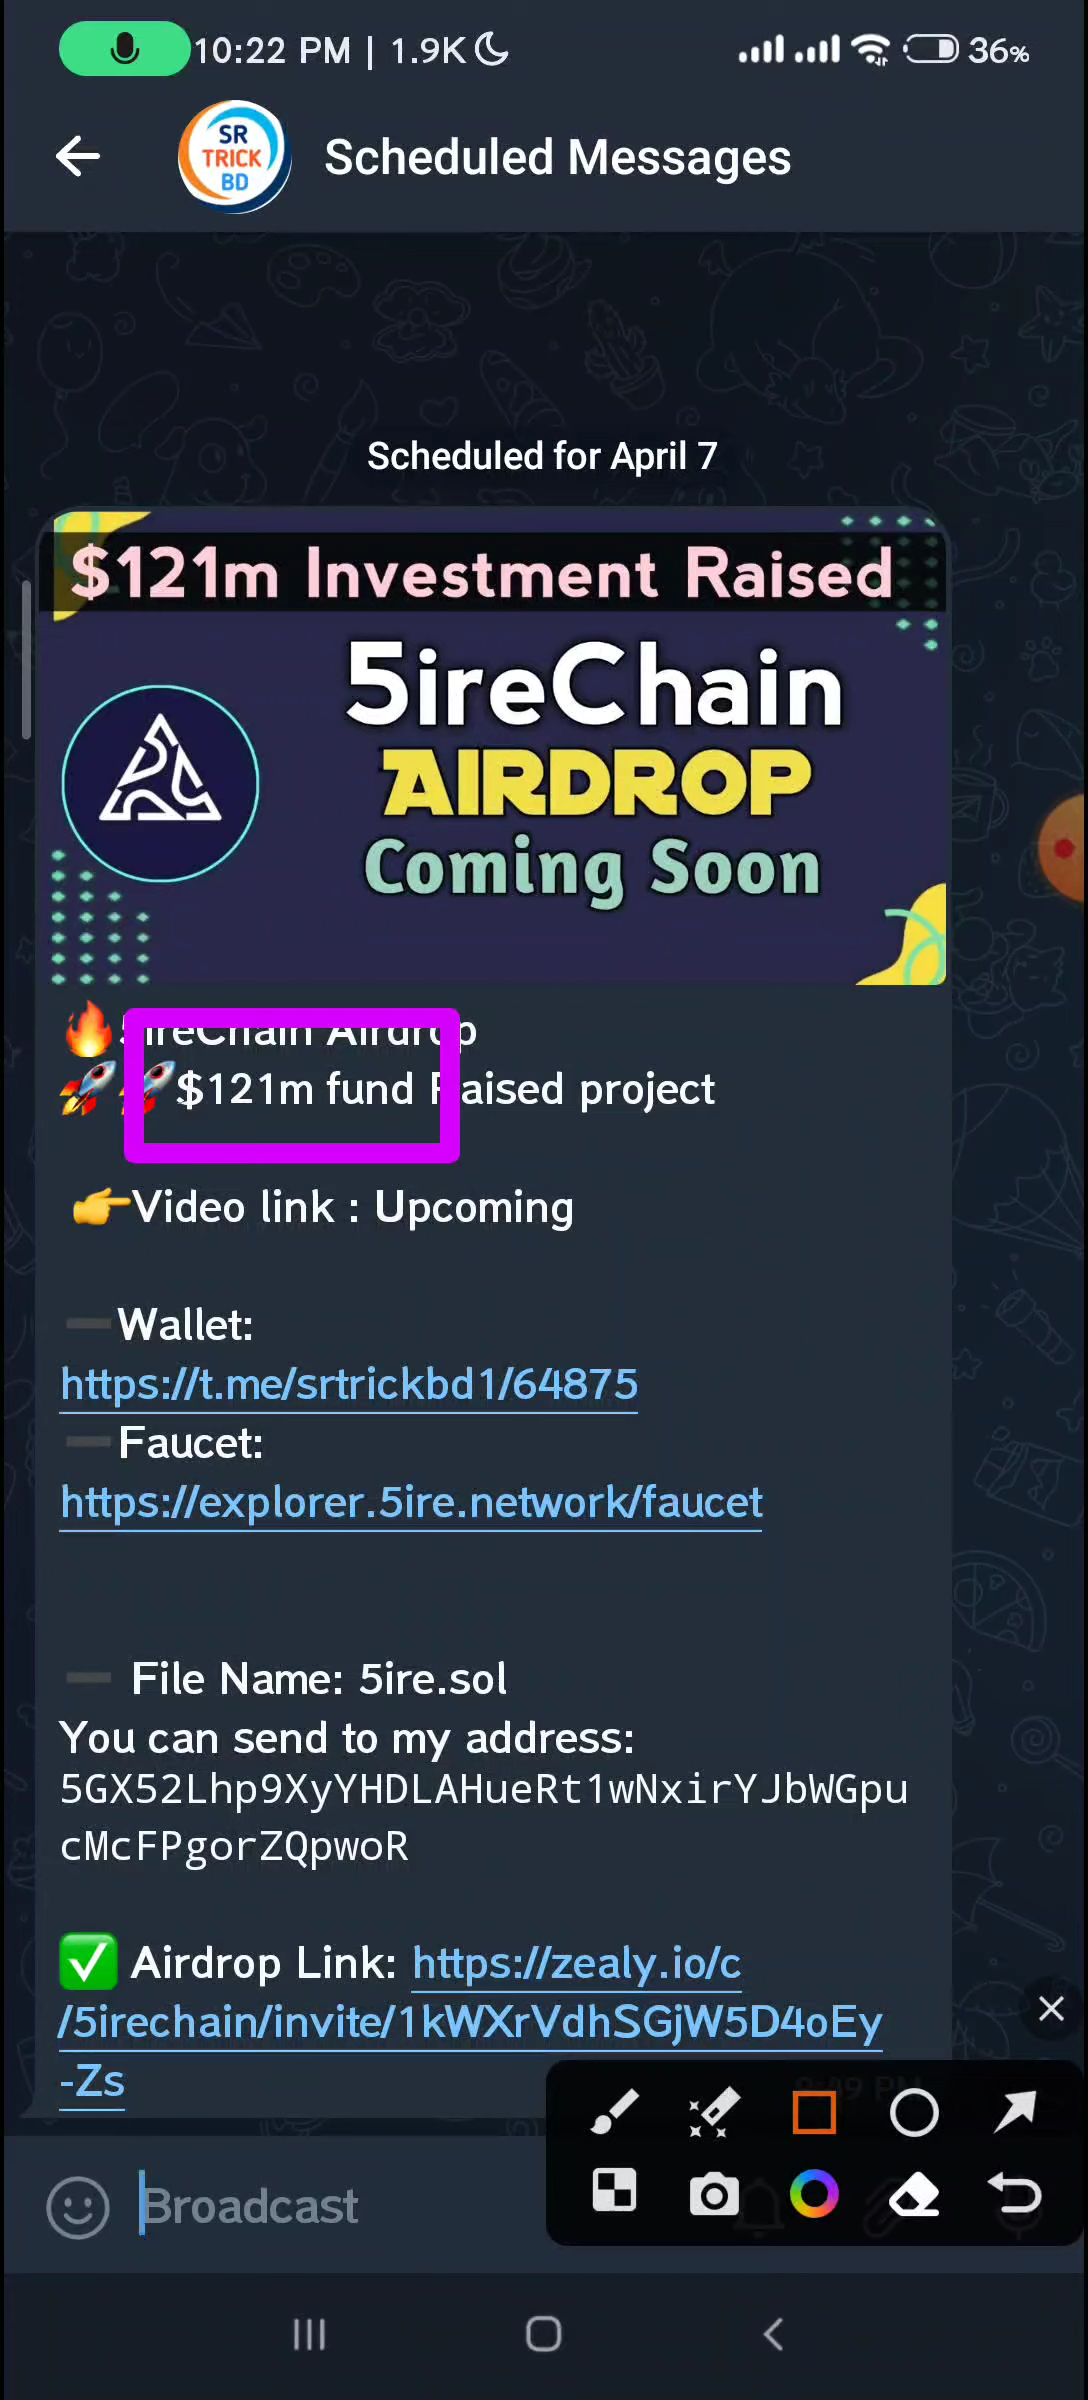 10:22 PM | 1.9K
36%
SR
TRICK
BD
Scheduled Messages
Scheduled for April 7
$121m Investment Raised
5ireChain
AIRDROP
Coming Soon
🔥5ireChain Airdrop
🚀🚀$121m fund Raised project
👉Video link : Upcoming
➖Wallet:
https://t.me/srtrickbd1/64875
➖Faucet:
https://explorer.5ire.network/faucet
➖ File Name: 5ire.sol
You can send to my address:
5GX52Lhp9XyYHDLAHueRt1wNxirYJbWGpu
cMcFPgorZQpwoR
✅ Airdrop Link: https://zealy.io/c
/5irechain/invite/1kWXrVdhSGjW5D4oEy
-Zs
Broadcast